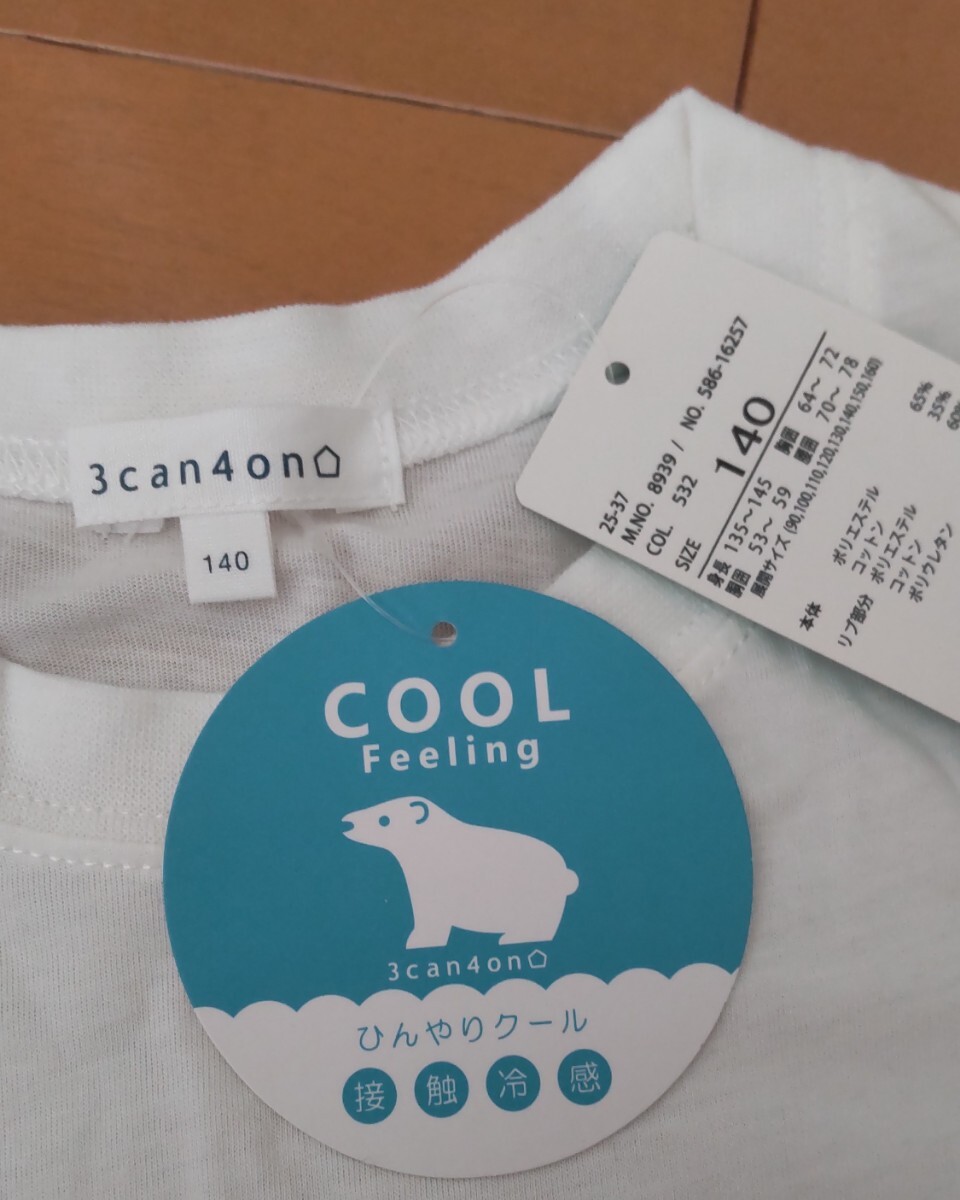 3can4on
140
COOL
Feeling
3can4on
ひんやりクール
接触冷感
25-37
M.NO. 8939 / NO. 586-16257
COL. 532
SIZE 140
身長 135〜145 胸囲 64〜 72
胴囲 53〜 59 腰囲 70〜 78
展開サイズ (90,100,110,120,130,140,150,160)
本体 ポリエステル 65%
コットン 35%
リブ部分 ポリエステル
コットン
ポリウレタン